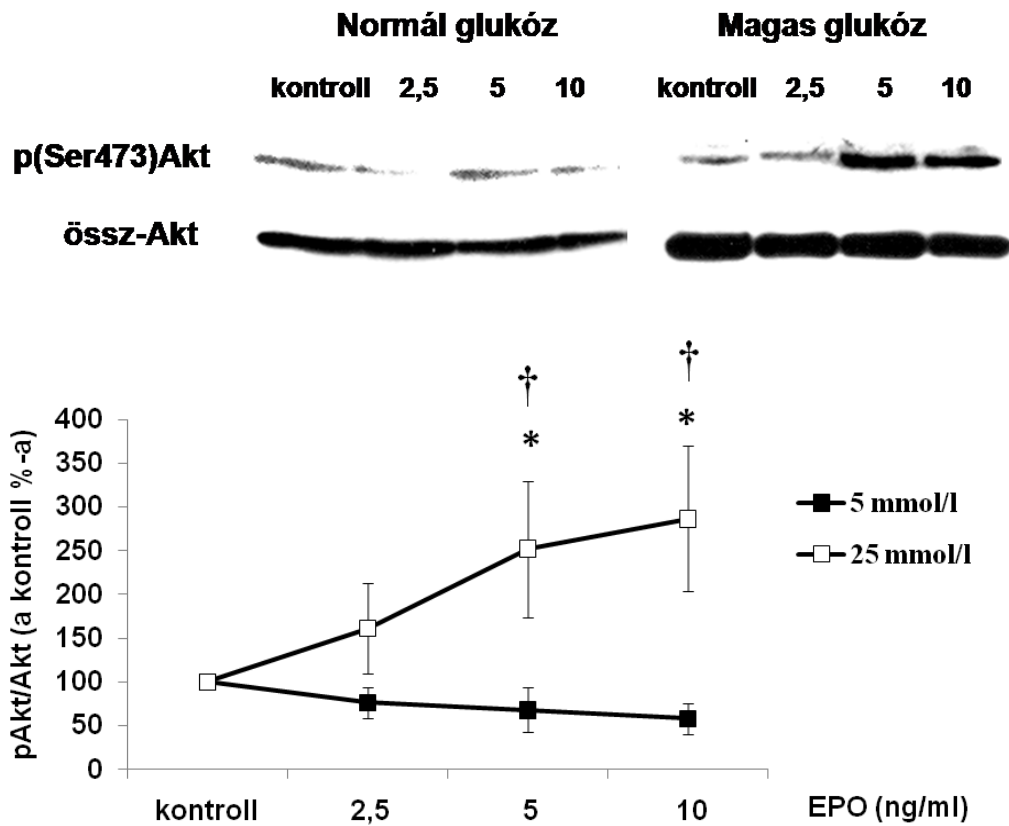 Normál glukóz Magas glukóz
kontroll 2,5 5 10 kontroll 2,5 5 10
p(Ser473)Akt
össz-Akt
† †
* *
pAkt/Akt (a kontroll %-a)
400
350
300
250
200
150
100
50
0
5 mmol/l
25 mmol/l
kontroll 2,5 5 10 EPO (ng/ml)